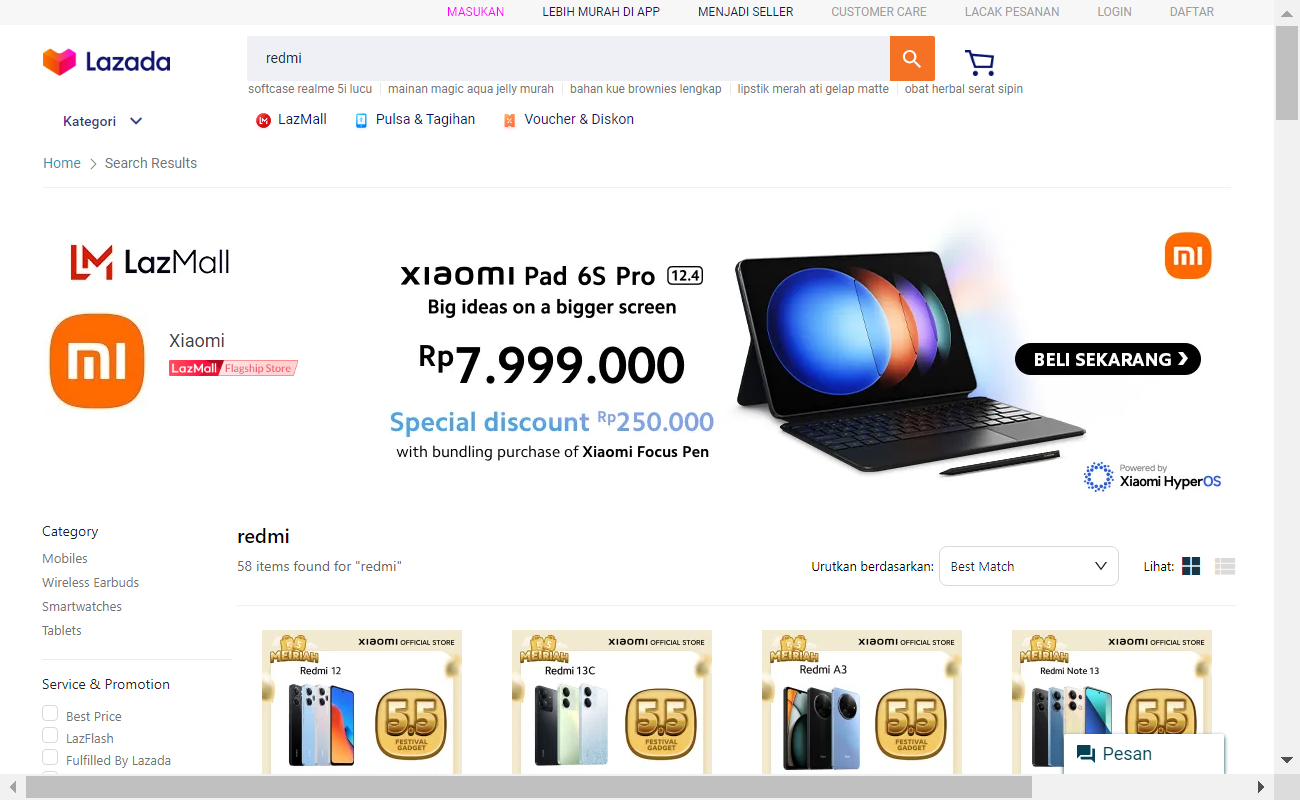 MASUKAN LEBIH MURAH DI APP MENJADI SELLER CUSTOMER CARE LACAK PESANAN LOGIN DAFTAR
Lazada
redmi
softcase realme 5i lucu mainan magic aqua jelly murah bahan kue brownies lengkap lipstik merah ati gelap matte obat herbal serat sipin
Kategori LazMall Pulsa & Tagihan Voucher & Diskon
Home Search Results
LazMall
Xiaomi
LazMall Flagship Store
xiaomi Pad 6S Pro 12.4
Big ideas on a bigger screen
Rp7.999.000
Special discount Rp250.000
with bundling purchase of Xiaomi Focus Pen
mi
mi
BELI SEKARANG
Powered by
Xiaomi HyperOS
Category
Mobiles
Wireless Earbuds
Smartwatches
Tablets
Service & Promotion
Best Price
LazFlash
Fulfilled By Lazada
redmi
58 items found for "redmi"
Urutkan berdasarkan: Best Match Lihat:
xiaomi OFFICIAL STORE
MEIRIAH
Redmi 12
5.5
FESTIVAL
GADGET
xiaomi OFFICIAL STORE
MEIRIAH
Redmi 13C
5.5
FESTIVAL
GADGET
xiaomi OFFICIAL STORE
MEIRIAH
Redmi A3
5.5
FESTIVAL
GADGET
xiaomi OFFICIAL STORE
MEIRIAH
Redmi Note 13
5.5
Pesan